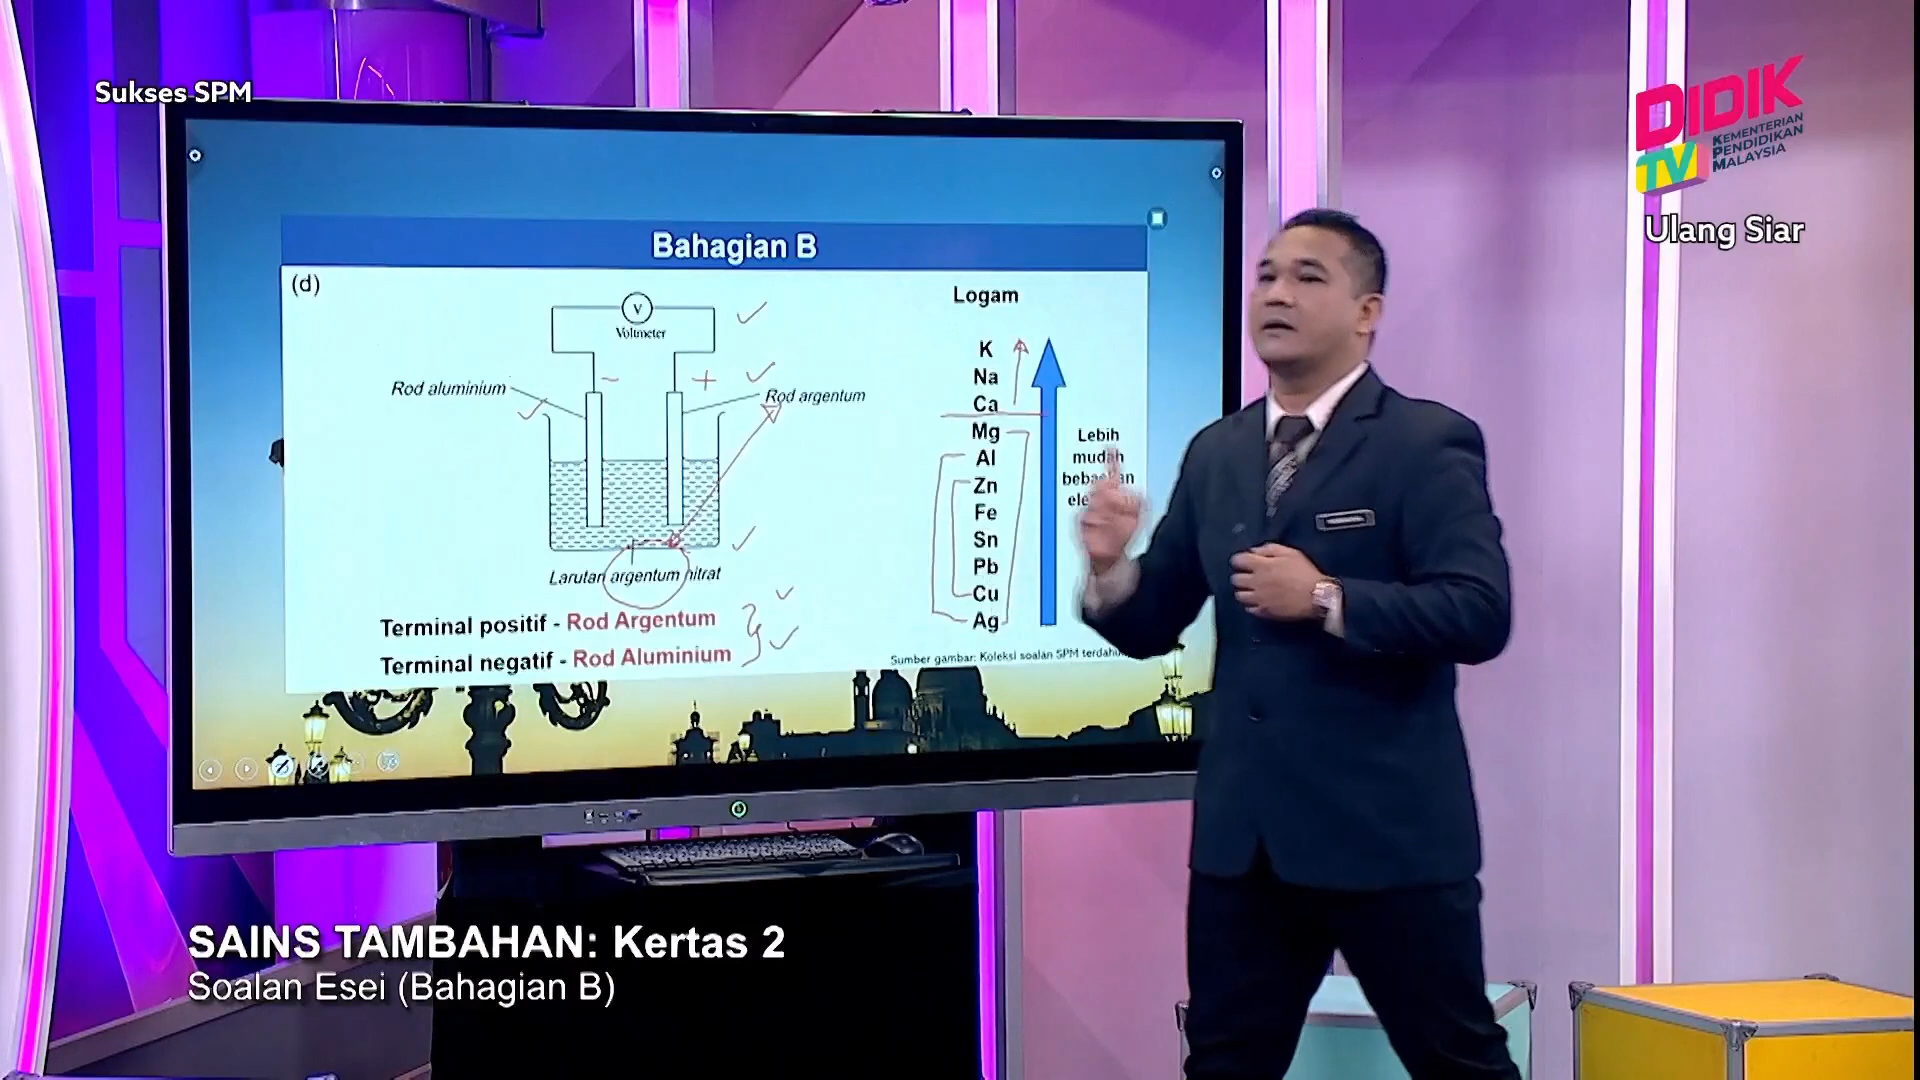 Sukses SPM
DIDIK
TV
KEMENTERIAN
PENDIDIKAN
MALAYSIA
Ulang Siar
Bahagian B
(d)
V
Voltmeter
Rod aluminium
- +
Rod argentum
Larutan argentum nitrat
Terminal positif - Rod Argentum
Terminal negatif - Rod Aluminium
Logam
K
Na
Ca
Mg
Al
Zn
Fe
Sn
Pb
Cu
Ag
Lebih
mudah
Sumber gambar: Koleksi soalan SPM
SAINS TAMBAHAN: Kertas 2
Soalan Esei (Bahagian B)